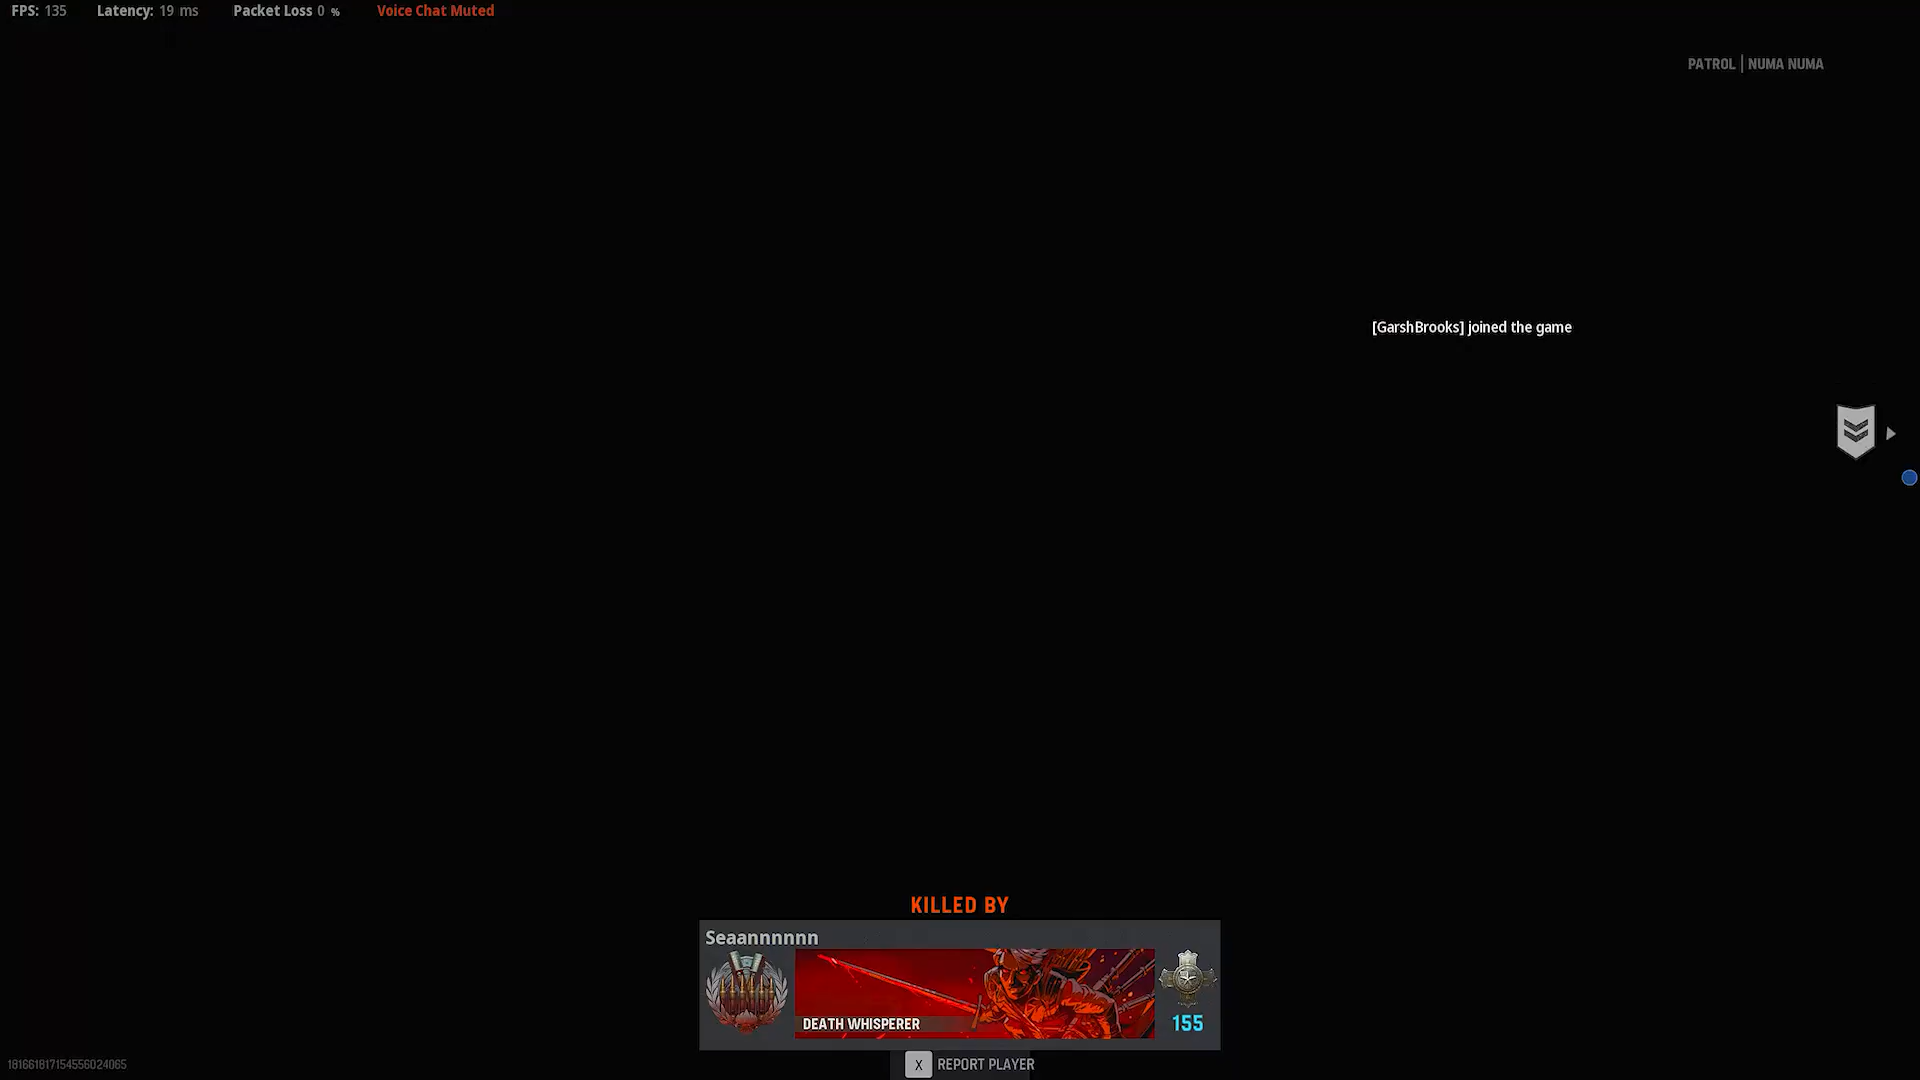 FPS: 135 Latency: 19 ms Packet Loss 0 % Voice Chat Muted
PATROL | NUMA NUMA
[GarshBrooks] joined the game
KILLED BY
Seaannnnnn
DEATH WHISPERER
155
X REPORT PLAYER
181661817154556024065